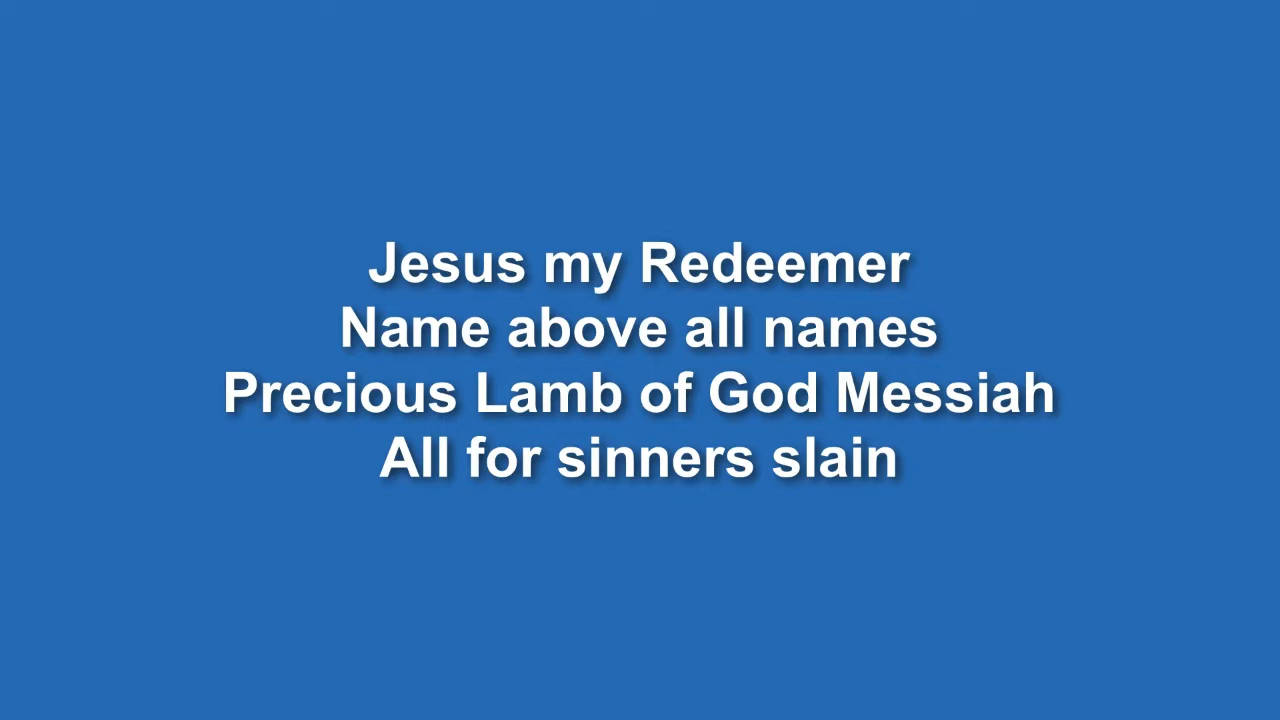 Jesus my Redeemer
Name above all names
Precious Lamb of God Messiah
All for sinners slain